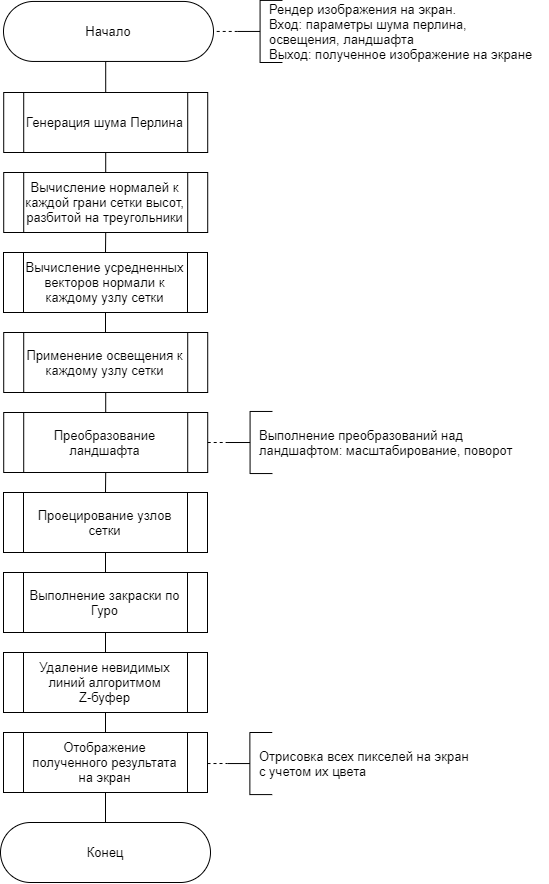 Начало
Рендер изображения на экран.
Вход: параметры шума перлина,
освещения, ландшафта
Выход: полученное изображение на экране
Генерация шума Перлина
Вычисление нормалей к
каждой грани сетки высот,
разбитой на треугольники
Вычисление усредненных
векторов нормали к
каждому узлу сетки
Применение освещения к
каждому узлу сетки
Преобразование
ландшафта
Выполнение преобразований над
ландшафтом: масштабирование, поворот
Проецирование узлов
сетки
Выполнение закраски по
Гуро
Удаление невидимых
линий алгоритмом
Z-буфер
Отображение
полученного результата
на экран
Отрисовка всех пикселей на экран
с учетом их цвета
Конец